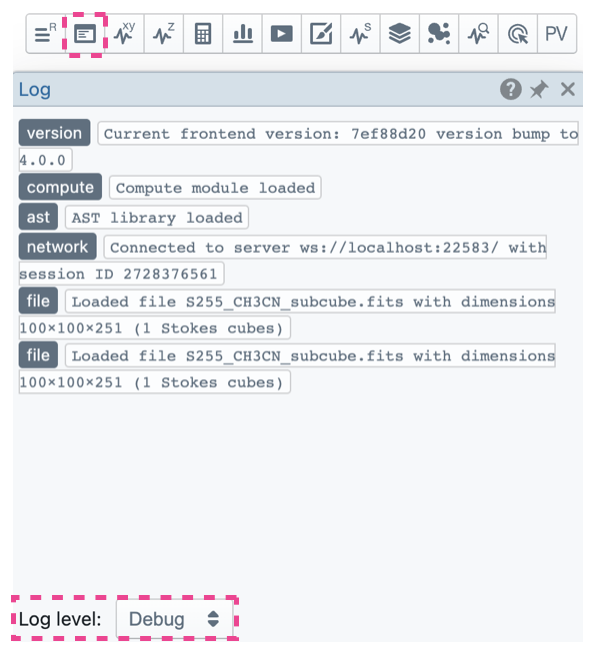 R xy z s PV
Log
version Current frontend version: 7ef88d20 version bump to
4.0.0
compute Compute module loaded
ast AST library loaded
network Connected to server ws://localhost:22583/ with
session ID 2728376561
file Loaded file S255_CH3CN_subcube.fits with dimensions
100×100×251 (1 Stokes cubes)
file Loaded file S255_CH3CN_subcube.fits with dimensions
100×100×251 (1 Stokes cubes)
Log level: Debug